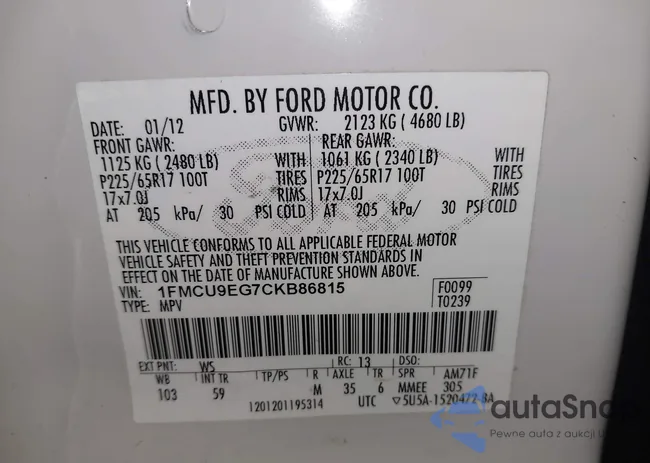 MFD. BY FORD MOTOR CO.
DATE: 01/12 GVWR: 2123 KG ( 4680 LB)
FRONT GAWR: REAR GAWR:
1125 KG ( 2480 LB) WITH 1061 KG ( 2340 LB) WITH
P225/65R17 100T TIRES P225/65R17 100T TIRES
17x7.0J RIMS 17x7.0J RIMS
AT 205 kPa/ 30 PSI COLD AT 205 kPa/ 30 PSI COLD
THIS VEHICLE CONFORMS TO ALL APPLICABLE FEDERAL MOTOR
VEHICLE SAFETY AND THEFT PREVENTION STANDARDS IN
EFFECT ON THE DATE OF MANUFACTURE SHOWN ABOVE.
VIN: 1FMCU9EG7CKB86815 F0099
TYPE: MPV T0239
EXT PNT: WS RC: 13 DSO:
WB INT TR TP/PS R AXLE TR SPR AM71F
103 59 M 35 6 MMEE 305
1201201195314 UTC ▽5U5A-1520472-BA
Ford
Pewne auta z aukcji